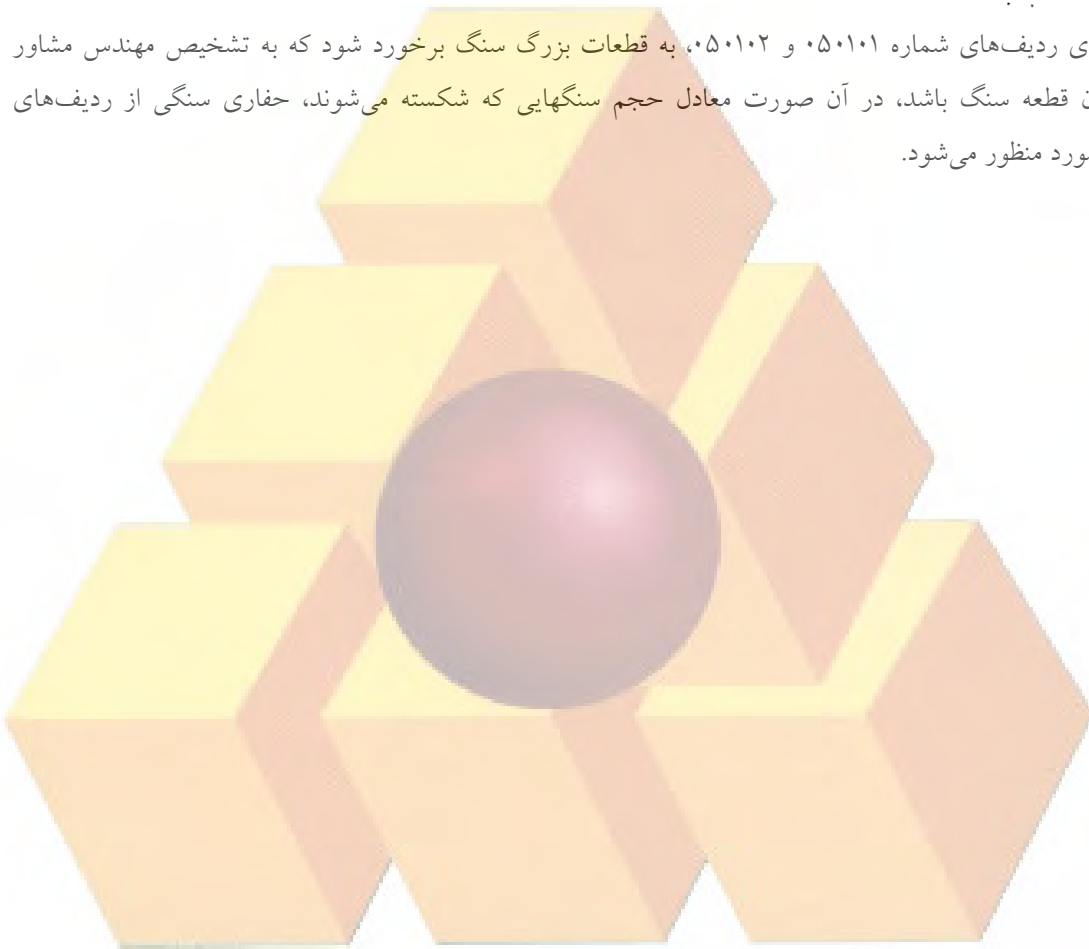 ی ردیف‌های شماره ۰۵۰۱۰۱ و ۰۵۰۱۰۲، به قطعات بزرگ سنگ برخورد شود که به تشخیص مهندس مشاور
ن قطعه سنگ باشد، در آن صورت معادل حجم سنگهایی که شکسته می‌شوند، حفاری سنگی از ردیف‌های
ورد منظور می‌شود.